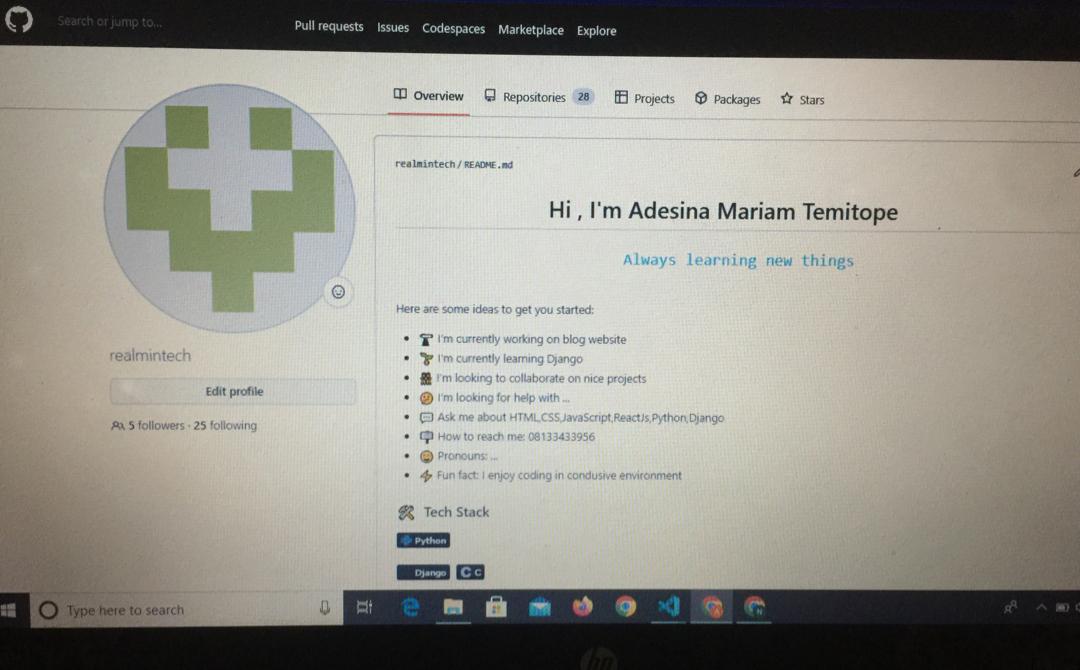 Search or jump to...
Pull requests Issues Codespaces Marketplace Explore
Overview Repositories 28 Projects Packages Stars
realmintech / README.md
Hi , I'm Adesina Mariam Temitope
Always learning new things
Here are some ideas to get you started:
I'm currently working on blog website
I'm currently learning Django
I'm looking to collaborate on nice projects
I'm looking for help with ...
Ask me about HTML,CSS,JavaScript,ReactJs,Python,Django
How to reach me: 08133433956
Pronouns: ...
Fun fact: I enjoy coding in condusive environment
Tech Stack
Python
Django C C
realmintech
Edit profile
5 followers · 25 following
Type here to search
hp